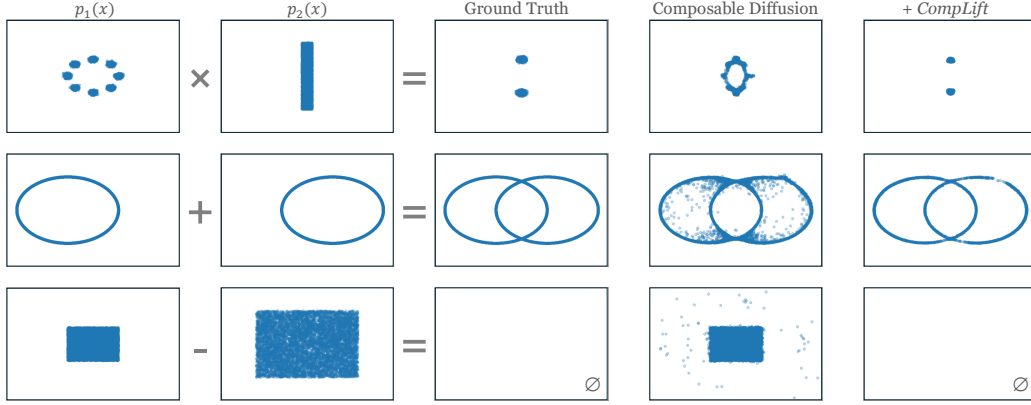 p₁(x) p₂(x) Ground Truth Composable Diffusion + CompLift
× =
+ =
- =
∅ ∅